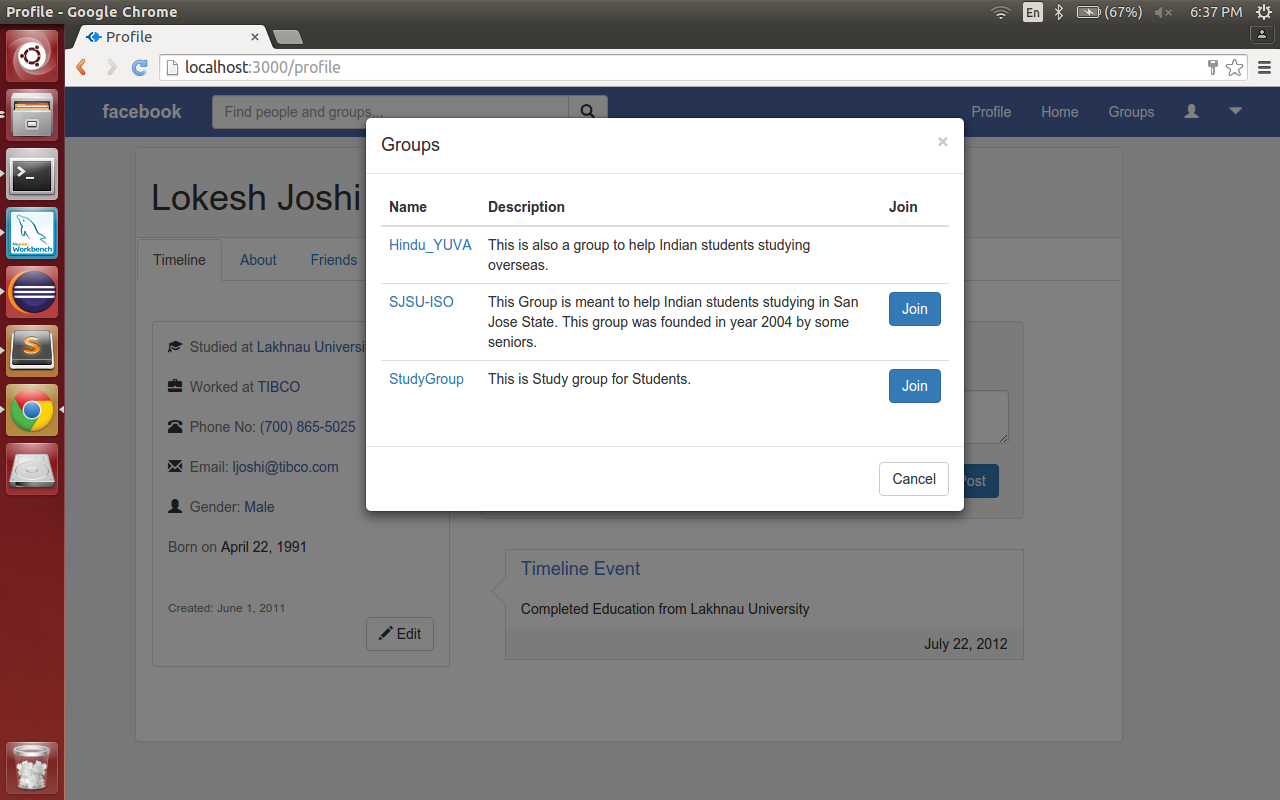 Profile - Google Chrome
En
(67%)
6:37 PM
Profile
localhost:3000/profile
facebook
Find people and groups...
Profile
Home
Groups
Groups
×
Name Description Join
Hindu_YUVA This is also a group to help Indian students studying
overseas.
SJSU-ISO This Group is meant to help Indian students studying in San Join
Jose State. This group was founded in year 2004 by some
seniors.
StudyGroup This is Study group for Students. Join
Cancel
Lokesh Joshi
Timeline
About
Friends
Studied at Lakhnau Universi
Worked at TIBCO
Phone No: (700) 865-5025
Email: ljoshi@tibco.com
Gender: Male
Born on April 22, 1991
Created: June 1, 2011
Edit
ost
Timeline Event
Completed Education from Lakhnau University
July 22, 2012
MySQL
Workbench